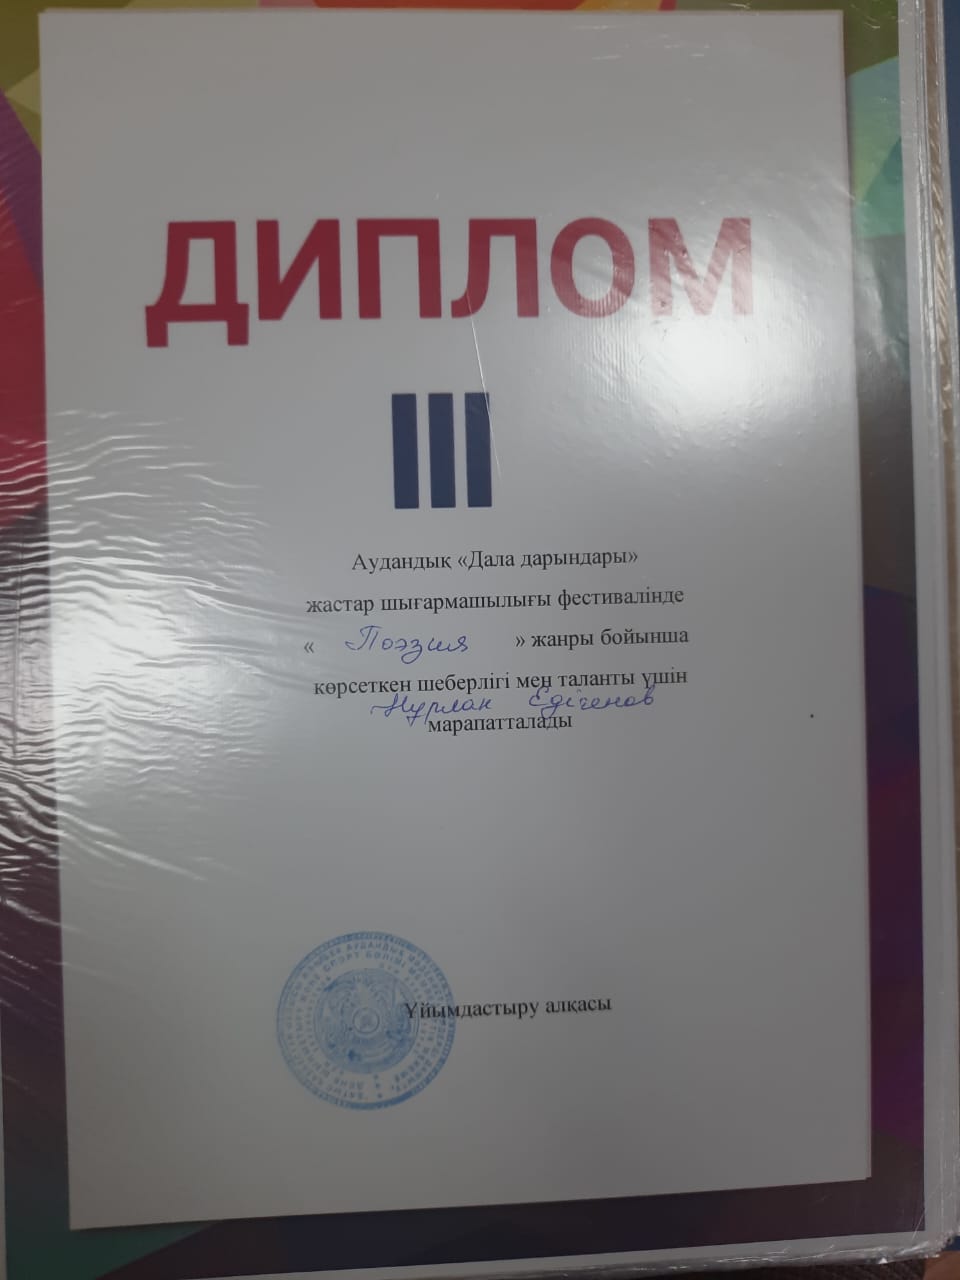 ДИПЛОМ
III
Аудандық «Дала дарындары»
жастар шығармашылығы фестивалінде
« Поэзия » жанры бойынша
көрсеткен шеберлігі мен таланты үшін
Нұрлан Едігенов
марапатталады
Ұйымдастыру алқасы